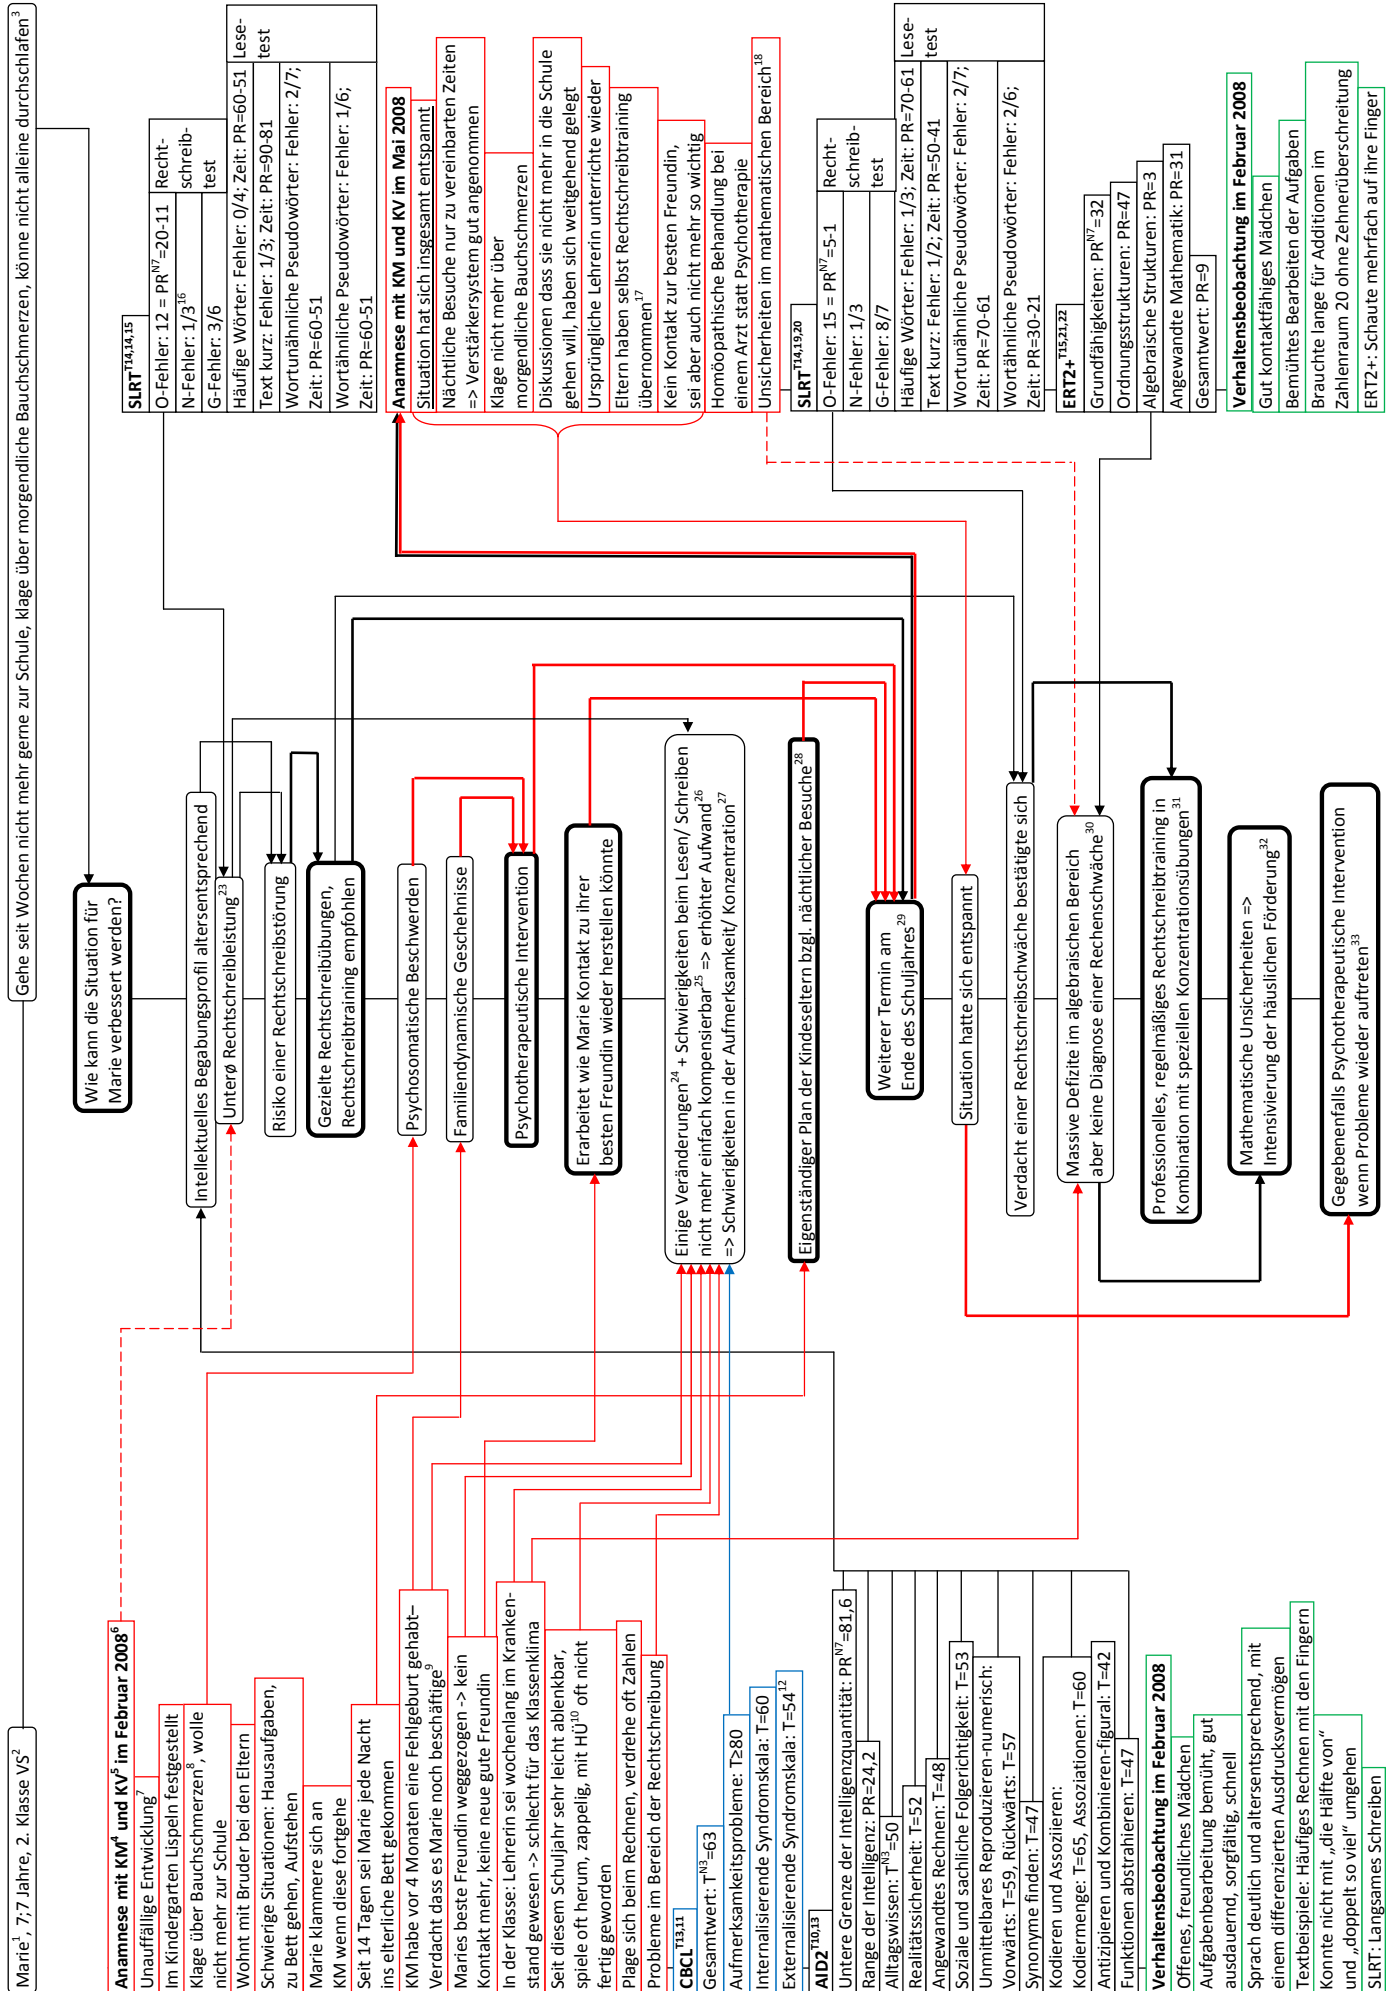 Marie1, 7;7 Jahre, 2. Klasse VS2
Gehe seit Wochen nicht mehr gerne zur Schule, klage über morgendliche Bauchschmerzen, könne nicht alleine durchschlafen3
Anamnese mit KM4 und KV5 im Februar 20086
Unauffällige Entwicklung7
Im Kindergarten Lispeln festgestellt
Klage über Bauchschmerzen8, wolle
nicht mehr zur Schule
Wohnt mit Bruder bei den Eltern
Schwierige Situationen: Hausaufgaben,
zu Bett gehen, Aufstehen
Marie klammere sich an
KM wenn diese fortgehe
Seit 14 Tagen sei Marie jede Nacht
ins elterliche Bett gekommen
KM habe vor 4 Monaten eine Fehlgeburt gehabt–
Verdacht dass es Marie noch beschäftige9
Maries beste Freundin weggezogen -> kein
Kontakt mehr, keine neue gute Freundin
In der Klasse: Lehrerin sei wochenlang im Kranken-
stand gewesen -> schlecht für das Klassenklima
Seit diesem Schuljahr sehr leicht ablenkbar,
spiele oft herum, zappelig, mit HÜ10 oft nicht
fertig geworden
Plage sich beim Rechnen, verdrehe oft Zahlen
Probleme im Bereich der Rechtschreibung
CBCLT13,11
Gesamtwert: TN3=63
Aufmerksamkeitsprobleme: T≥80
Internalisierende Syndromskala: T=60
Externalisierende Syndromskala: T=5412
AID2T10,13
Untere Grenze der Intelligenzquantität: PRN7=81,6
Range der Intelligenz: PR=24,2
Alltagswissen: TN3=50
Realitätssicherheit: T=52
Angewandtes Rechnen: T=48
Soziale und sachliche Folgerichtigkeit: T=53
Unmittelbares Reproduzieren-numerisch:
Vorwärts: T=59, Rückwärts: T=57
Synonyme finden: T=47
Kodieren und Assoziieren:
Kodiermenge: T=65, Assoziationen: T=60
Antizipieren und Kombinieren-figural: T=42
Funktionen abstrahieren: T=47
Verhaltensbeobachtung im Februar 2008
Offenes, freundliches Mädchen
Aufgabenbearbeitung bemüht, gut
ausdauernd, sorgfältig, schnell
Sprach deutlich und altersentsprechend, mit
einem differenzierten Ausdrucksvermögen
Textbeispiele: Häufiges Rechnen mit den Fingern
Konnte nicht mit „die Hälfte von“
und „doppelt so viel“ umgehen
SLRT: Langsames Schreiben
Wie kann die Situation für
Marie verbessert werden?
Intellektuelles Begabungsprofil altersentsprechend
Unterø Rechtschreibleistung23
Risiko einer Rechtschreibstörung
Gezielte Rechtschreibübungen,
Rechtschreibtraining empfohlen
Psychosomatische Beschwerden
Familiendynamische Geschehnisse
Psychotherapeutische Intervention
Erarbeitet wie Marie Kontakt zu ihrer
besten Freundin wieder herstellen könnte
Einige Veränderungen24 + Schwierigkeiten beim Lesen/ Schreiben
nicht mehr einfach kompensierbar25 => erhöhter Aufwand26
=> Schwierigkeiten in der Aufmerksamkeit/ Konzentration27
Eigenständiger Plan der Kindeseltern bzgl. nächtlicher Besuche28
Weiterer Termin am
Ende des Schuljahres29
Situation hatte sich entspannt
Verdacht einer Rechtschreibschwäche bestätigte sich
Massive Defizite im algebraischen Bereich
aber keine Diagnose einer Rechenschwäche30
Professionelles, regelmäßiges Rechtschreibtraining in
Kombination mit speziellen Konzentrationsübungen31
Mathematische Unsicherheiten =>
Intensivierung der häuslichen Förderung32
Gegebenenfalls Psychotherapeutische Intervention
wenn Probleme wieder auftreten33
SLRTT14,14,15
O-Fehler: 12 = PRN7=20-11
N-Fehler: 1/316
G-Fehler: 3/6
Recht-
schreib-
test
Häufige Wörter: Fehler: 0/4; Zeit: PR=60-51
Text kurz: Fehler: 1/3; Zeit: PR=90-81
Wortunähnliche Pseudowörter: Fehler: 2/7;
Zeit: PR=60-51
Wortähnliche Pseudowörter: Fehler: 1/6;
Zeit: PR=60-51
Lese-
test
Anamnese mit KM und KV im Mai 2008
Situation hat sich insgesamt entspannt
Nächtliche Besuche nur zu vereinbarten Zeiten
=> Verstärkersystem gut angenommen
Klage nicht mehr über
morgendliche Bauchschmerzen
Diskussionen dass sie nicht mehr in die Schule
gehen will, haben sich weitgehend gelegt
Ursprüngliche Lehrerin unterrichte wieder
Eltern haben selbst Rechtschreibtraining
übernommen17
Kein Kontakt zur besten Freundin,
sei aber auch nicht mehr so wichtig
Homöopathische Behandlung bei
einem Arzt statt Psychotherapie
Unsicherheiten im mathematischen Bereich18
SLRTT14,19,20
O-Fehler: 15 = PRN7=5-1
N-Fehler: 1/3
G-Fehler: 8/7
Recht-
schreib-
test
Häufige Wörter: Fehler: 1/3; Zeit: PR=70-61
Text kurz: Fehler: 1/2; Zeit: PR=50-41
Wortunähnliche Pseudowörter: Fehler: 2/7;
Zeit: PR=70-61
Wortähnliche Pseudowörter: Fehler: 2/6;
Zeit: PR=30-21
Lese-
test
ERT2+T15,21,22
Grundfähigkeiten: PRN7=32
Ordnungsstrukturen: PR=47
Algebraische Strukturen: PR=3
Angewandte Mathematik: PR=31
Gesamtwert: PR=9
Verhaltensbeobachtung im Februar 2008
Gut kontaktfähiges Mädchen
Bemühtes Bearbeiten der Aufgaben
Brauchte lange für Additionen im
Zahlenraum 20 ohne Zehnerüberschreitung
ERT2+: Schaute mehrfach auf ihre Finger